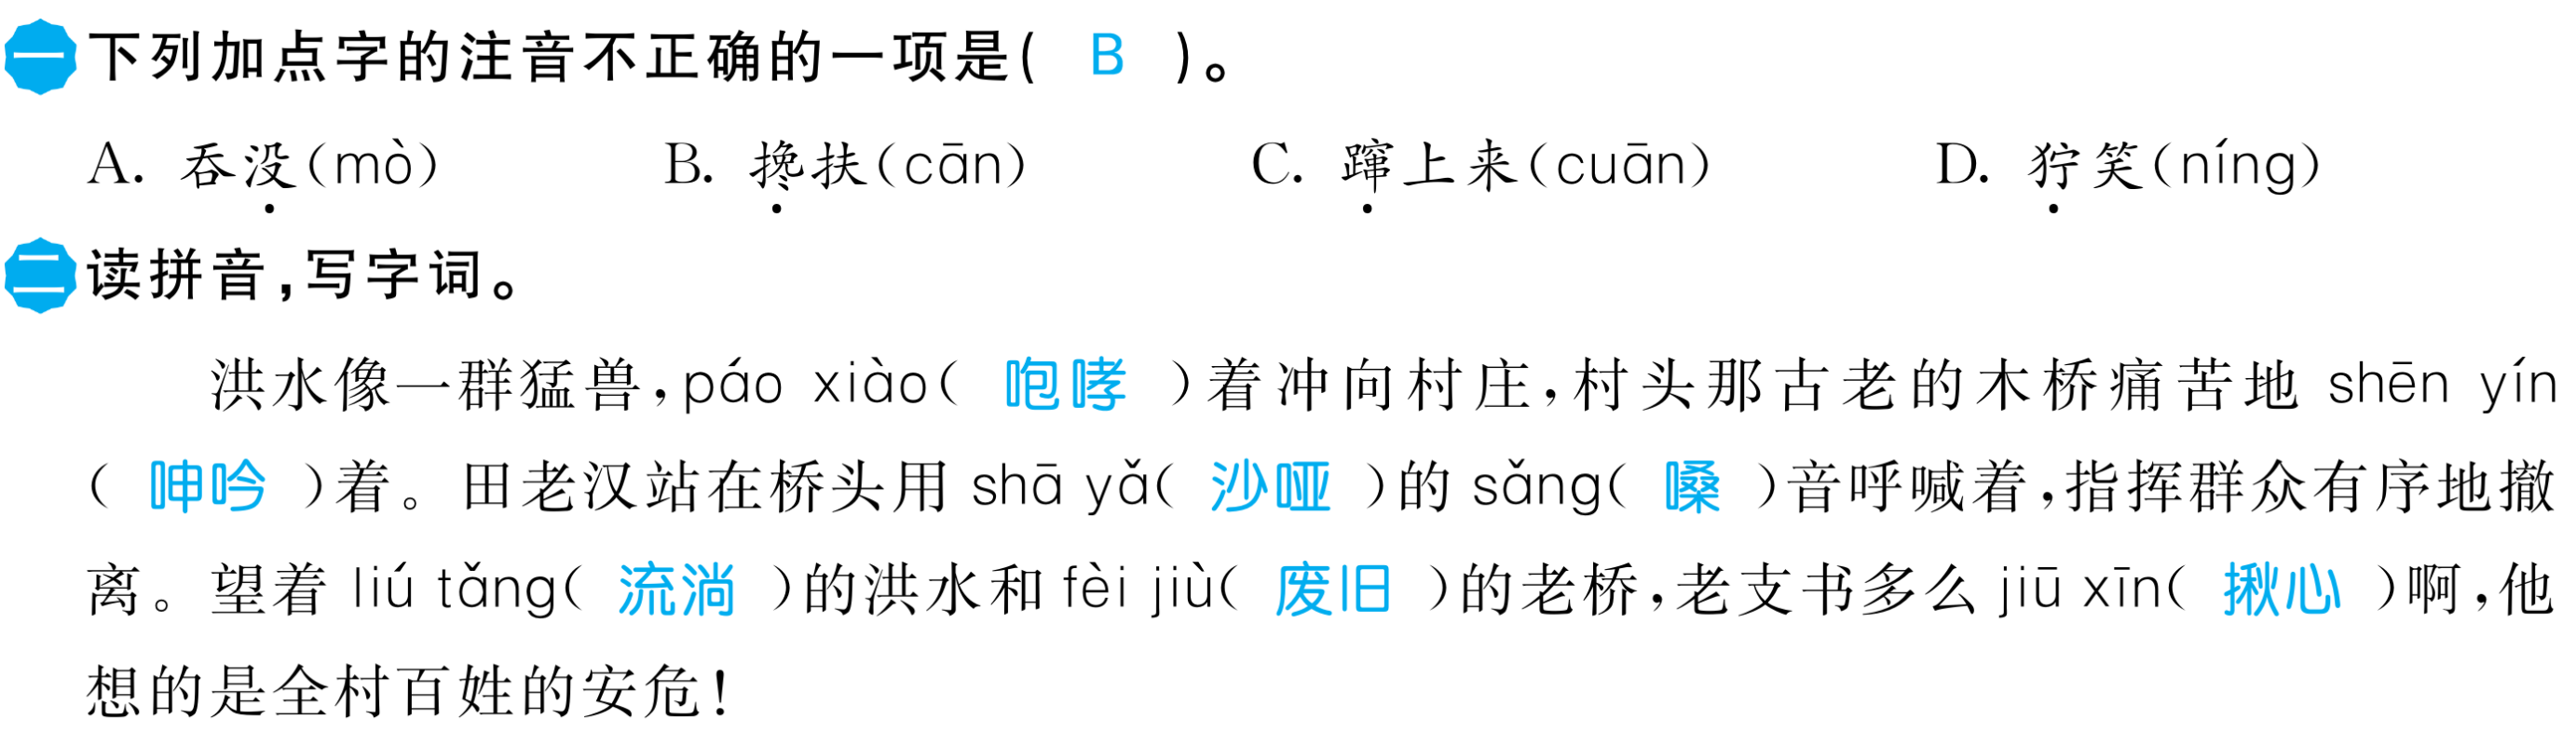 一 下列加点字的注音不正确的一项是( B )。
A. 吞没(mò) B. 搀扶(cān) C. 蹿上来(cuān) D. 狞笑(níng)
二 读拼音,写字词。
洪水像一群猛兽,páo xiào( 咆哮 )着冲向村庄,村头那古老的木桥痛苦地 shēn yín
( 呻吟 )着。田老汉站在桥头用 shā yǎ( 沙哑 )的 sǎng( 嗓 )音呼喊着,指挥群众有序地撤
离。望着 liú tǎng( 流淌 )的洪水和 fèi jiù( 废旧 )的老桥,老支书多么 jiū xīn( 揪心 )啊,他
想的是全村百姓的安危!